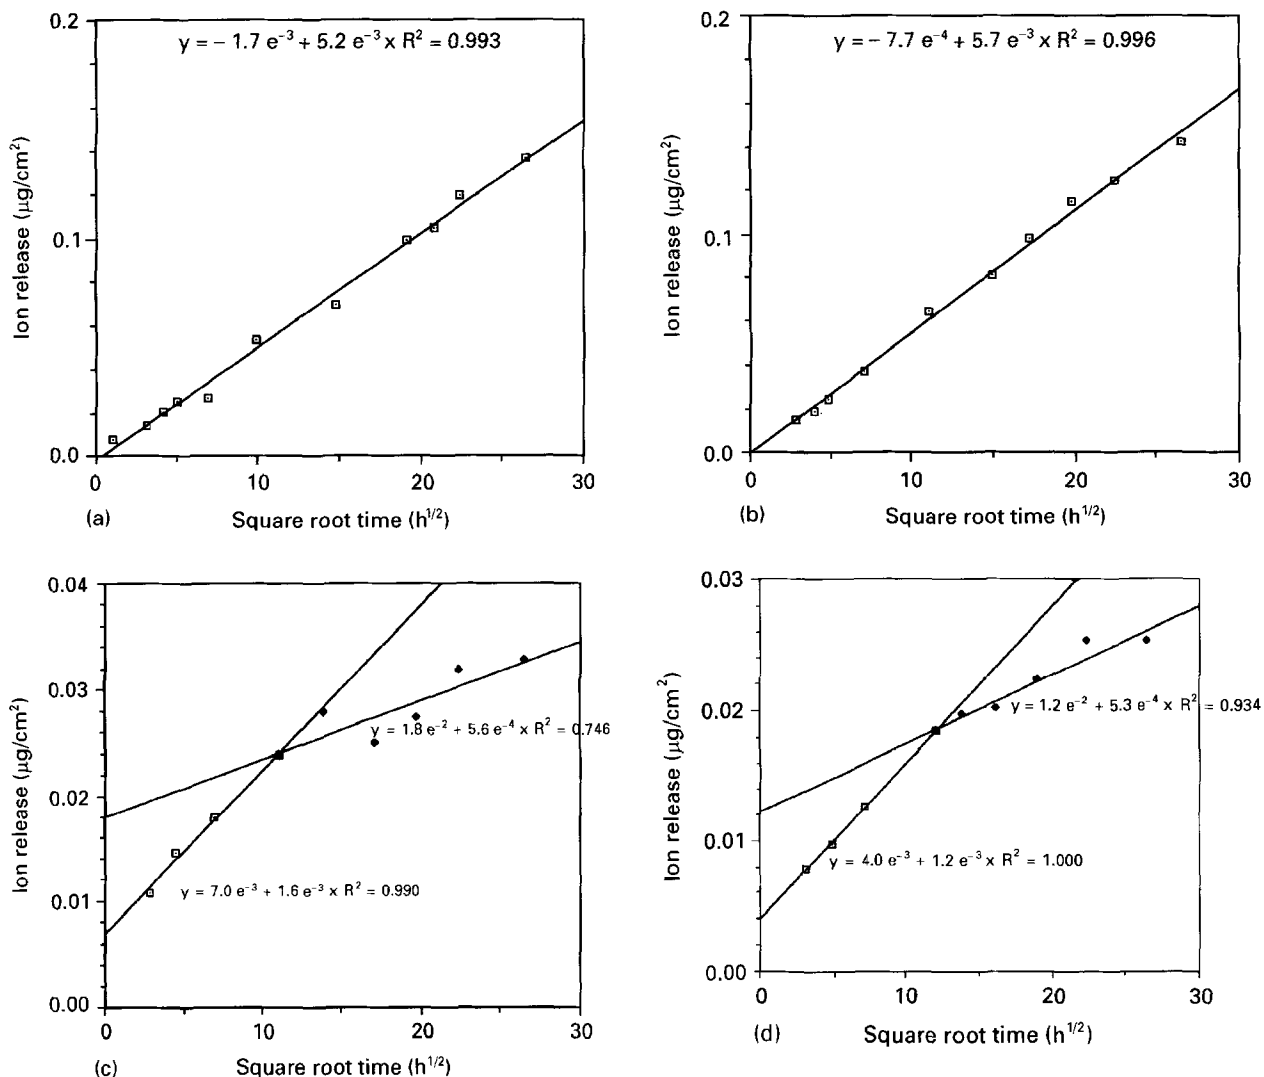 0.2
y = – 1.7 e⁻³ + 5.2 e⁻³ x R² = 0.993
0.1
0.0
0 10 20 30
Ion release (µg/cm²)
(a) Square root time (h^1/2)
0.2
y = – 7.7 e⁻⁴ + 5.7 e⁻³ x R² = 0.996
0.1
0.0
0 10 20 30
Ion release (µg/cm²)
(b) Square root time (h^1/2)
0.04
0.03
y = 1.8 e⁻² + 5.6 e⁻⁴ x R² = 0.746
0.02
y = 7.0 e⁻³ + 1.6 e⁻³ x R² = 0.990
0.01
0.00
0 10 20 30
Ion release (µg/cm²)
(c) Square root time (h^1/2)
0.03
y = 1.2 e⁻² + 5.3 e⁻⁴ x R² = 0.934
0.02
0.01
y = 4.0 e⁻³ + 1.2 e⁻³ x R² = 1.000
0.00
0 10 20 30
Ion release (µg/cm²)
(d) Square root time (h^1/2)